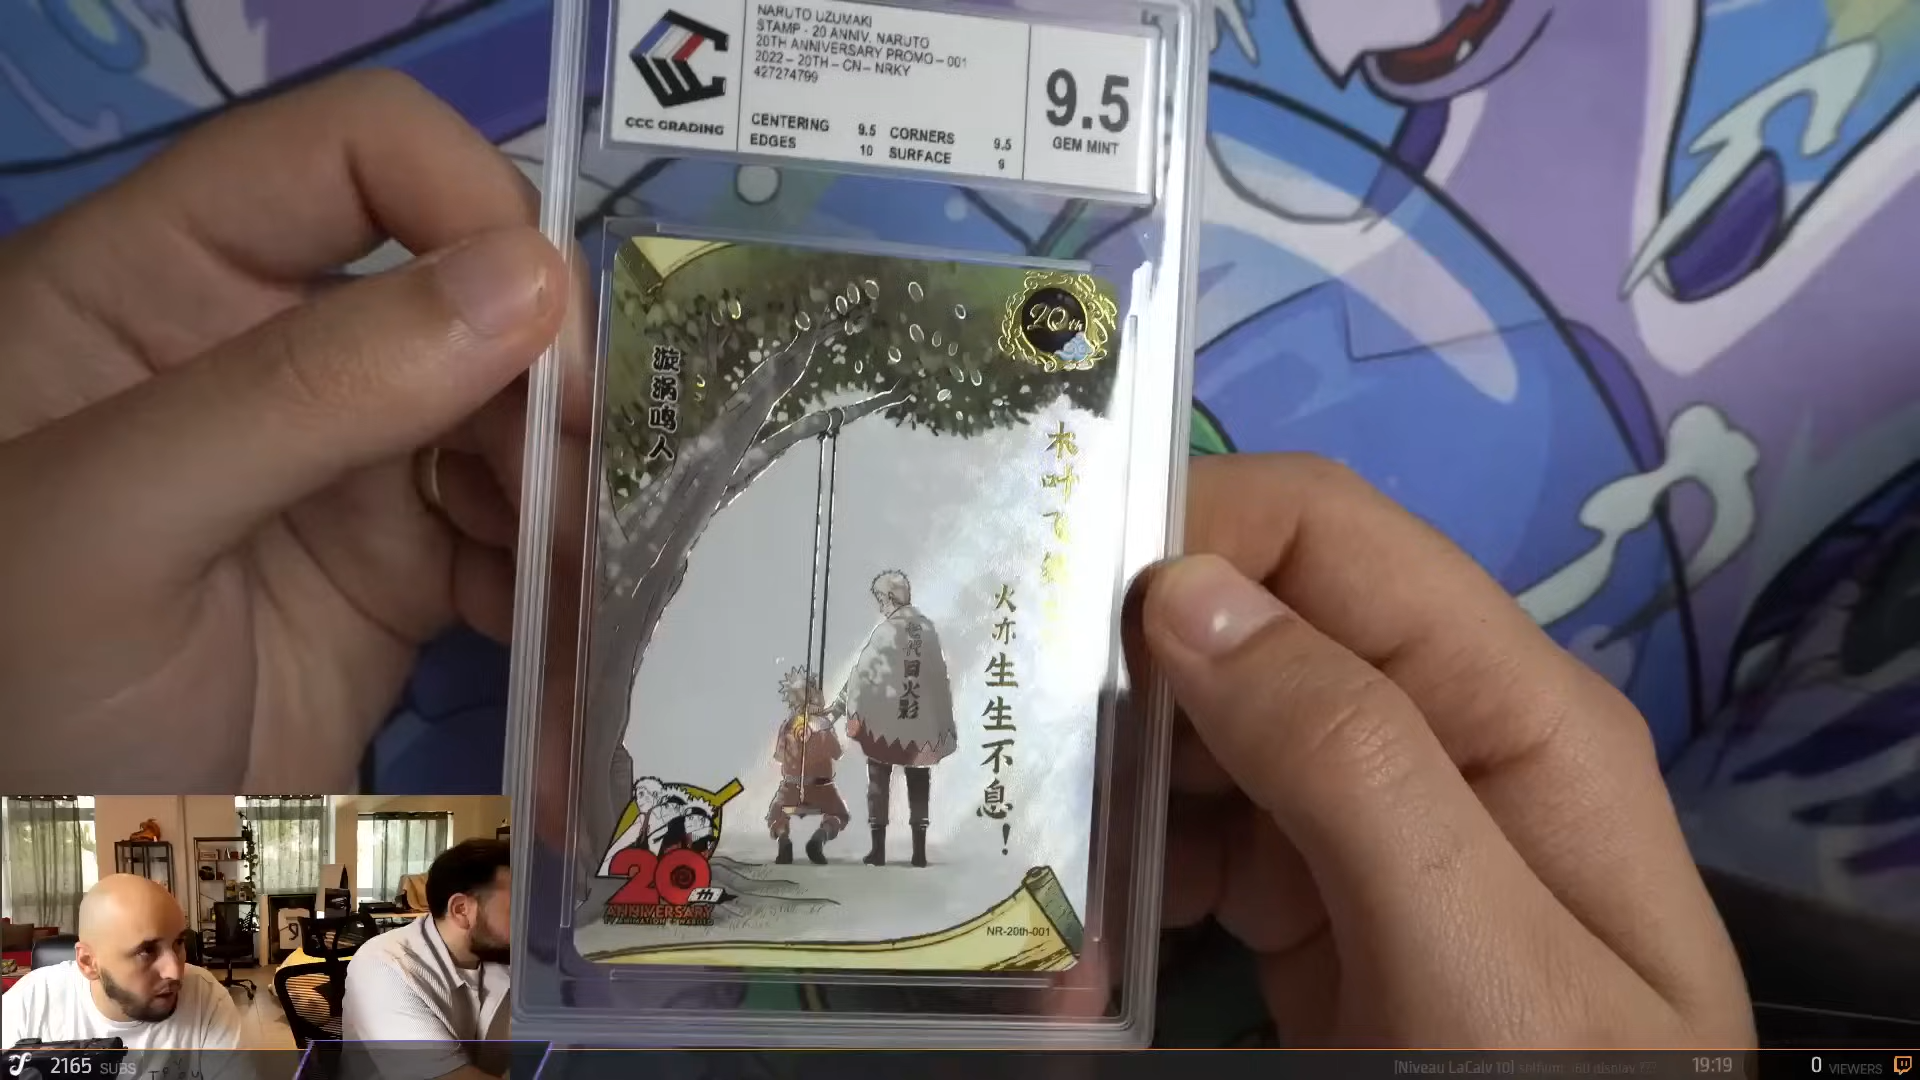 NARUTO UZUMAKI
STAMP - 20 ANNIV. NARUTO
20TH ANNIVERSARY PROMO - 001
2022 - 20TH - CN - NRKY
427274799
CCC GRADING
CENTERING 9.5 CORNERS 9.5
EDGES 10 SURFACE 9
9.5
GEM MINT
20th
漩涡鸣人
木叶飞
火亦生生不息！
七代目火影
20th
ANNIVERSARY
NR-20th-001
2165 SUBS
[Niveau LaCalv 10]
19:19
0 VIEWERS